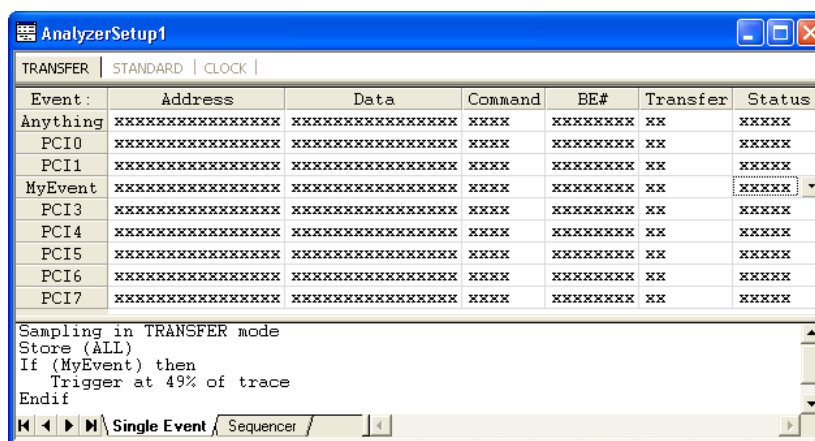 AnalyzerSetup1
TRANSFER STANDARD CLOCK
Event: Address Data Command BE# Transfer Status
Anything xxxxxxxxxxxxxxxx xxxxxxxxxxxxxxxx xxxx xxxxxxxx xx xxxxx
PCI0 xxxxxxxxxxxxxxxx xxxxxxxxxxxxxxxx xxxx xxxxxxxx xx xxxxx
PCI1 xxxxxxxxxxxxxxxx xxxxxxxxxxxxxxxx xxxx xxxxxxxx xx xxxxx
MyEvent xxxxxxxxxxxxxxxx xxxxxxxxxxxxxxxx xxxx xxxxxxxx xx xxxxx
PCI3 xxxxxxxxxxxxxxxx xxxxxxxxxxxxxxxx xxxx xxxxxxxx xx xxxxx
PCI4 xxxxxxxxxxxxxxxx xxxxxxxxxxxxxxxx xxxx xxxxxxxx xx xxxxx
PCI5 xxxxxxxxxxxxxxxx xxxxxxxxxxxxxxxx xxxx xxxxxxxx xx xxxxx
PCI6 xxxxxxxxxxxxxxxx xxxxxxxxxxxxxxxx xxxx xxxxxxxx xx xxxxx
PCI7 xxxxxxxxxxxxxxxx xxxxxxxxxxxxxxxx xxxx xxxxxxxx xx xxxxx
Sampling in TRANSFER mode
Store (ALL)
If (MyEvent) then
Trigger at 49% of trace
Endif
Single Event Sequencer